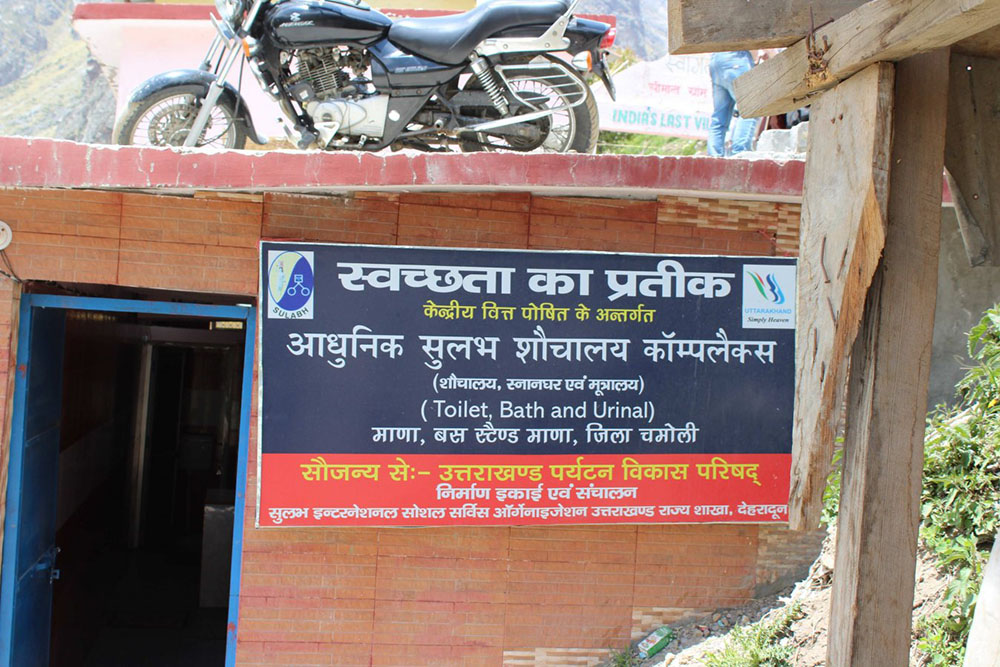 स्वागत
सीमान्त ग्राम
INDIA'S LAST VI
SULABH
स्वच्छता का प्रतीक
UTTARAKHAND
Simply Heaven
केन्द्रीय वित्त पोषित के अन्तर्गत
आधुनिक सुलभ शौचालय कॉम्पलैक्स
(शौचालय, स्नानघर एवं मूत्रालय)
( Toilet, Bath and Urinal)
माणा, बस स्टैण्ड माणा, जिला चमोली
सौजन्य सेः- उत्तराखण्ड पर्यटन विकास परिषद्
निर्माण इकाई एवं संचालन
सुलभ इन्टरनेशनल सोशल सर्विस ऑर्गेनाइजेशन उत्तराखण्ड राज्य शाखा, देहरादून